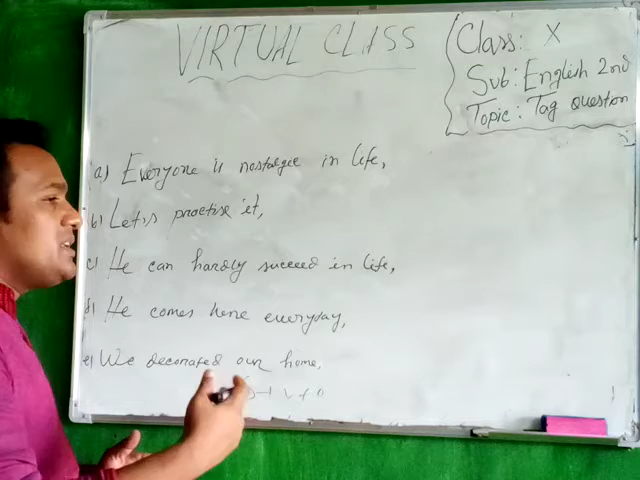 VIRTUAL CLASS
Class: X
Sub: English 2nd
Topic: Tag question
a) Everyone is nostalgic in life,
b) Let's practise it,
c) He can hardly succeed in life,
d) He comes here everyday,
e) We decorated our home,